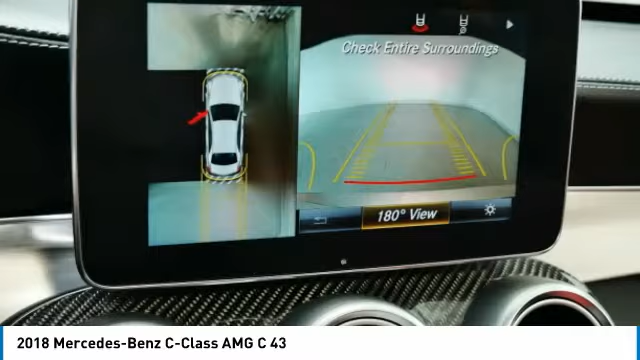 Check Entire Surroundings
180° View
2018 Mercedes-Benz C-Class AMG C 43